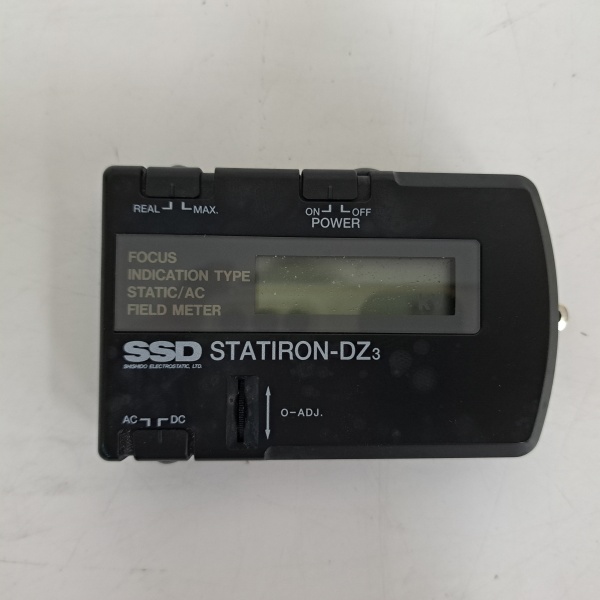 REAL MAX.
ON OFF
POWER
FOCUS
INDICATION TYPE
STATIC/AC
FIELD METER
SSD STATIRON-DZ3
SHISHIDO ELECTROSTATIC, LTD.
AC DC
O-ADJ.